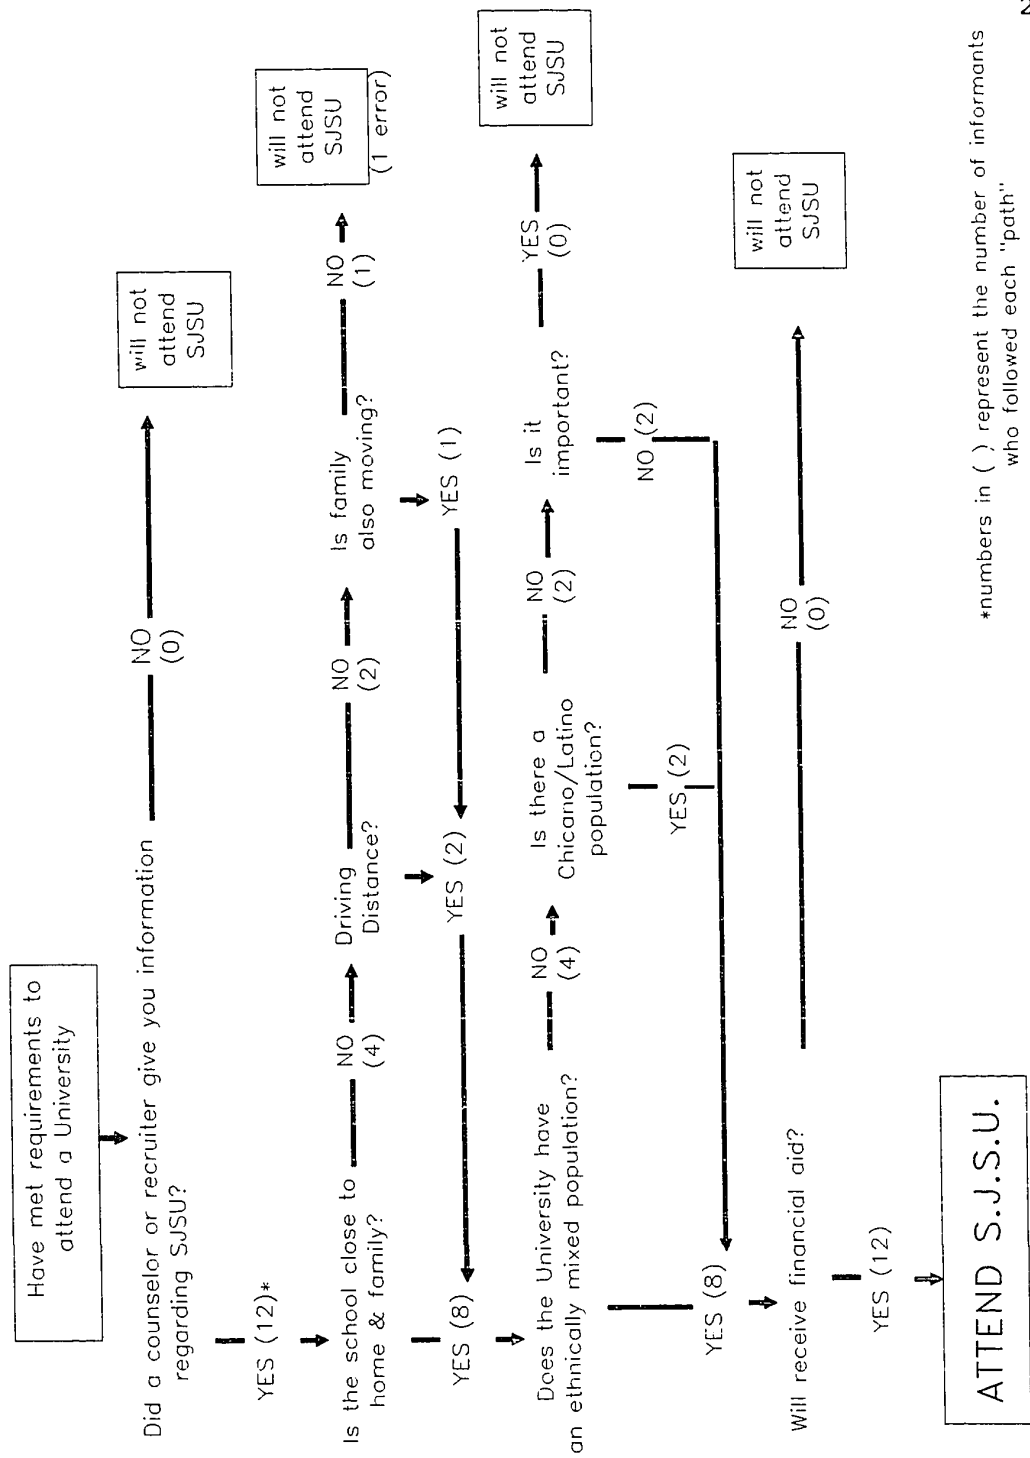 Have met requirements to
attend a University
Did a counselor or recruiter give you information
regarding SJSU?
NO
(0)
will not
attend
SJSU
YES (12)*
Is the school close to
home & family?
NO
(4)
Driving
Distance?
NO
(2)
Is family
also moving?
NO
(1)
will not
attend
SJSU
(1 error)
YES (8)
YES (2)
YES (1)
Does the University have
an ethnically mixed population?
NO
(4)
Is there a
Chicano/Latino
population?
NO
(2)
Is it
important?
YES
(0)
will not
attend
SJSU
YES (8)
YES (2)
NO (2)
Will receive financial aid?
NO
(0)
will not
attend
SJSU
YES (12)
ATTEND S.J.S.U.
*numbers in ( ) represent the number of informants
who followed each "path"